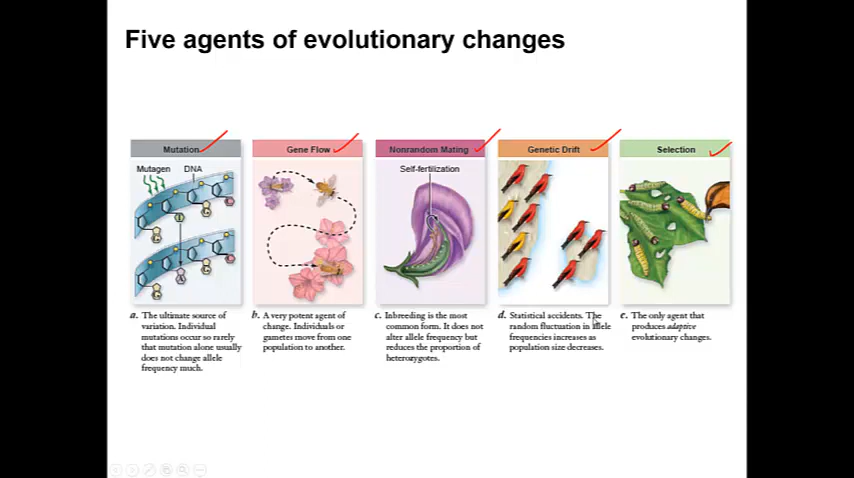 Five agents of evolutionary changes
Mutation
Gene Flow
Nonrandom Mating
Genetic Drift
Selection
Mutagen
DNA
Self-fertilization
a. The ultimate source of
variation. Individual
mutations occur so rarely
that mutation alone usually
does not change allele
frequency much.
b. A very potent agent of
change. Individuals or
gametes move from one
population to another.
c. Inbreeding is the most
common form. It does not
alter allele frequency but
reduces the proportion of
heterozygotes.
d. Statistical accidents. The
random fluctuation in allele
frequencies increases as
population size decreases.
e. The only agent that
produces adaptive
evolutionary changes.